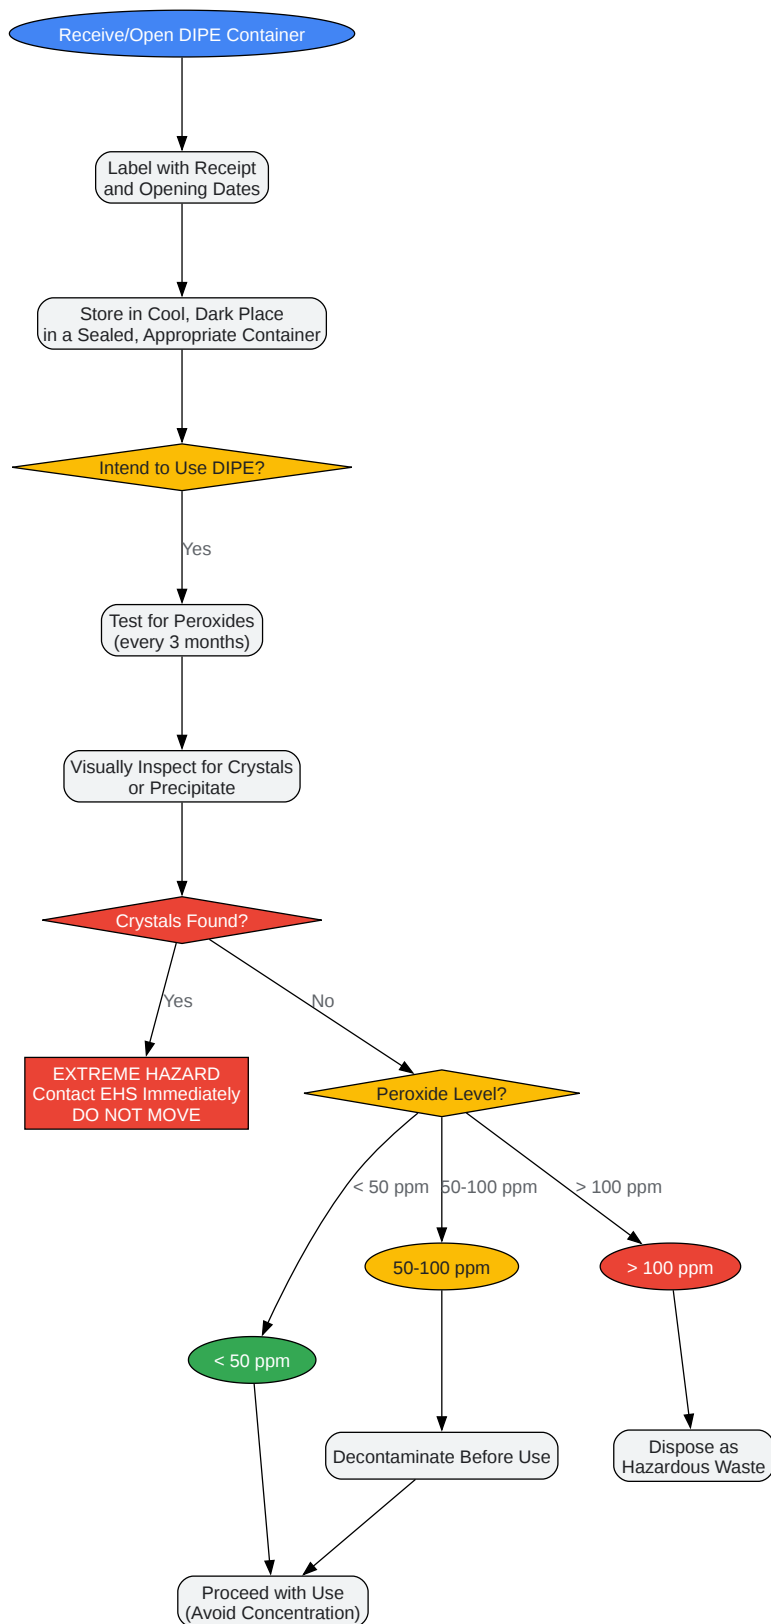 Receive/Open DIPE Container
Label with Receipt
and Opening Dates
Store in Cool, Dark Place
in a Sealed, Appropriate Container
Intend to Use DIPE?
Yes
Test for Peroxides
(every 3 months)
Visually Inspect for Crystals
or Precipitate
Crystals Found?
Yes
No
EXTREME HAZARD
Contact EHS Immediately
DO NOT MOVE
Peroxide Level?
< 50 ppm
50-100 ppm
> 100 ppm
50-100 ppm
> 100 ppm
< 50 ppm
Decontaminate Before Use
Dispose as
Hazardous Waste
Proceed with Use
(Avoid Concentration)